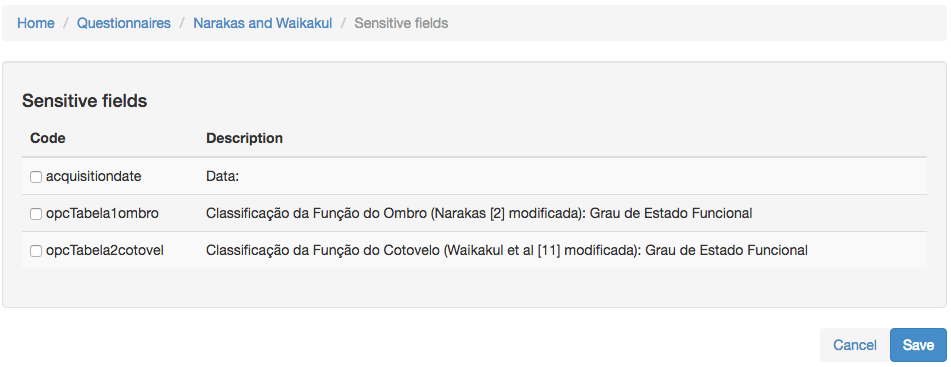 Home / Questionnaires / Narakas and Waikakul / Sensitive fields
Sensitive fields
Code Description
acquisitiondate Data:
opcTabela1ombro Classificação da Função do Ombro (Narakas [2] modificada): Grau de Estado Funcional
opcTabela2cotovel Classificação da Função do Cotovelo (Waikakul et al [11] modificada): Grau de Estado Funcional
Cancel Save